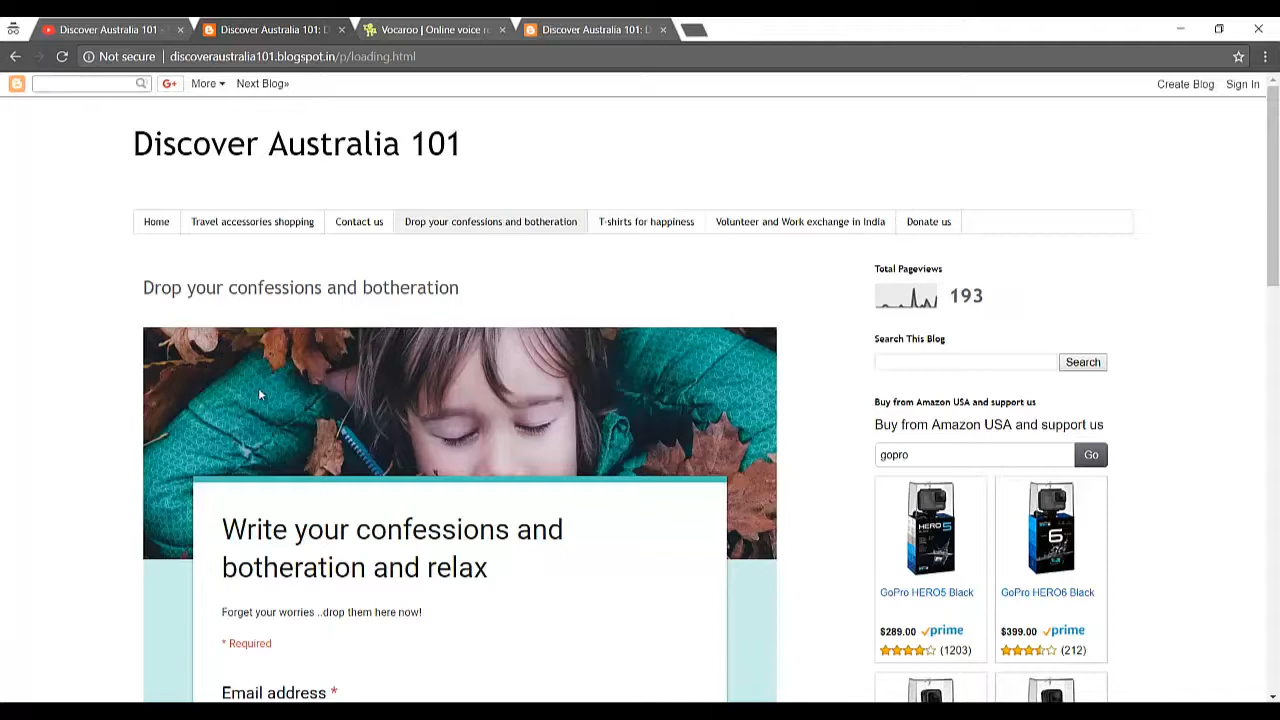 Discover Australia 101
Discover Australia 101: D
Vocaroo | Online voice r
Discover Australia 101: D
Not secure | discoveraustralia101.blogspot.in/p/loading.html
G+ More Next Blog»
Create Blog Sign In
Discover Australia 101
Home
Travel accessories shopping
Contact us
Drop your confessions and botheration
T-shirts for happiness
Volunteer and Work exchange in India
Donate us
Drop your confessions and botheration
Write your confessions and
botheration and relax
Forget your worries ..drop them here now!
* Required
Email address *
Total Pageviews
193
Search This Blog
Search
Buy from Amazon USA and support us
Buy from Amazon USA and support us
gopro Go
HERO5
6
GoPro HERO5 Black
GoPro HERO6 Black
$289.00 prime
$399.00 prime
(1203)
(212)